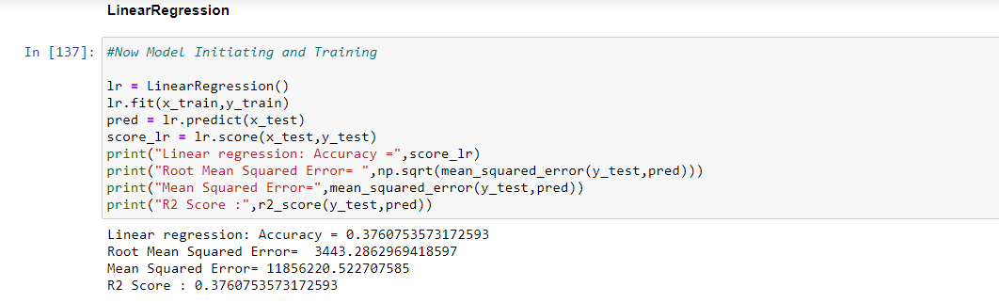 LinearRegression
In [137]: #Now Model Initiating and Training
lr = LinearRegression()
lr.fit(x_train,y_train)
pred = lr.predict(x_test)
score_lr = lr.score(x_test,y_test)
print("Linear regression: Accuracy =",score_lr)
print("Root Mean Squared Error= ",np.sqrt(mean_squared_error(y_test,pred)))
print("Mean Squared Error=",mean_squared_error(y_test,pred))
print("R2 Score :",r2_score(y_test,pred))
Linear regression: Accuracy = 0.3760753573172593
Root Mean Squared Error=  3443.2862969418597
Mean Squared Error= 11856220.522707585
R2 Score : 0.3760753573172593